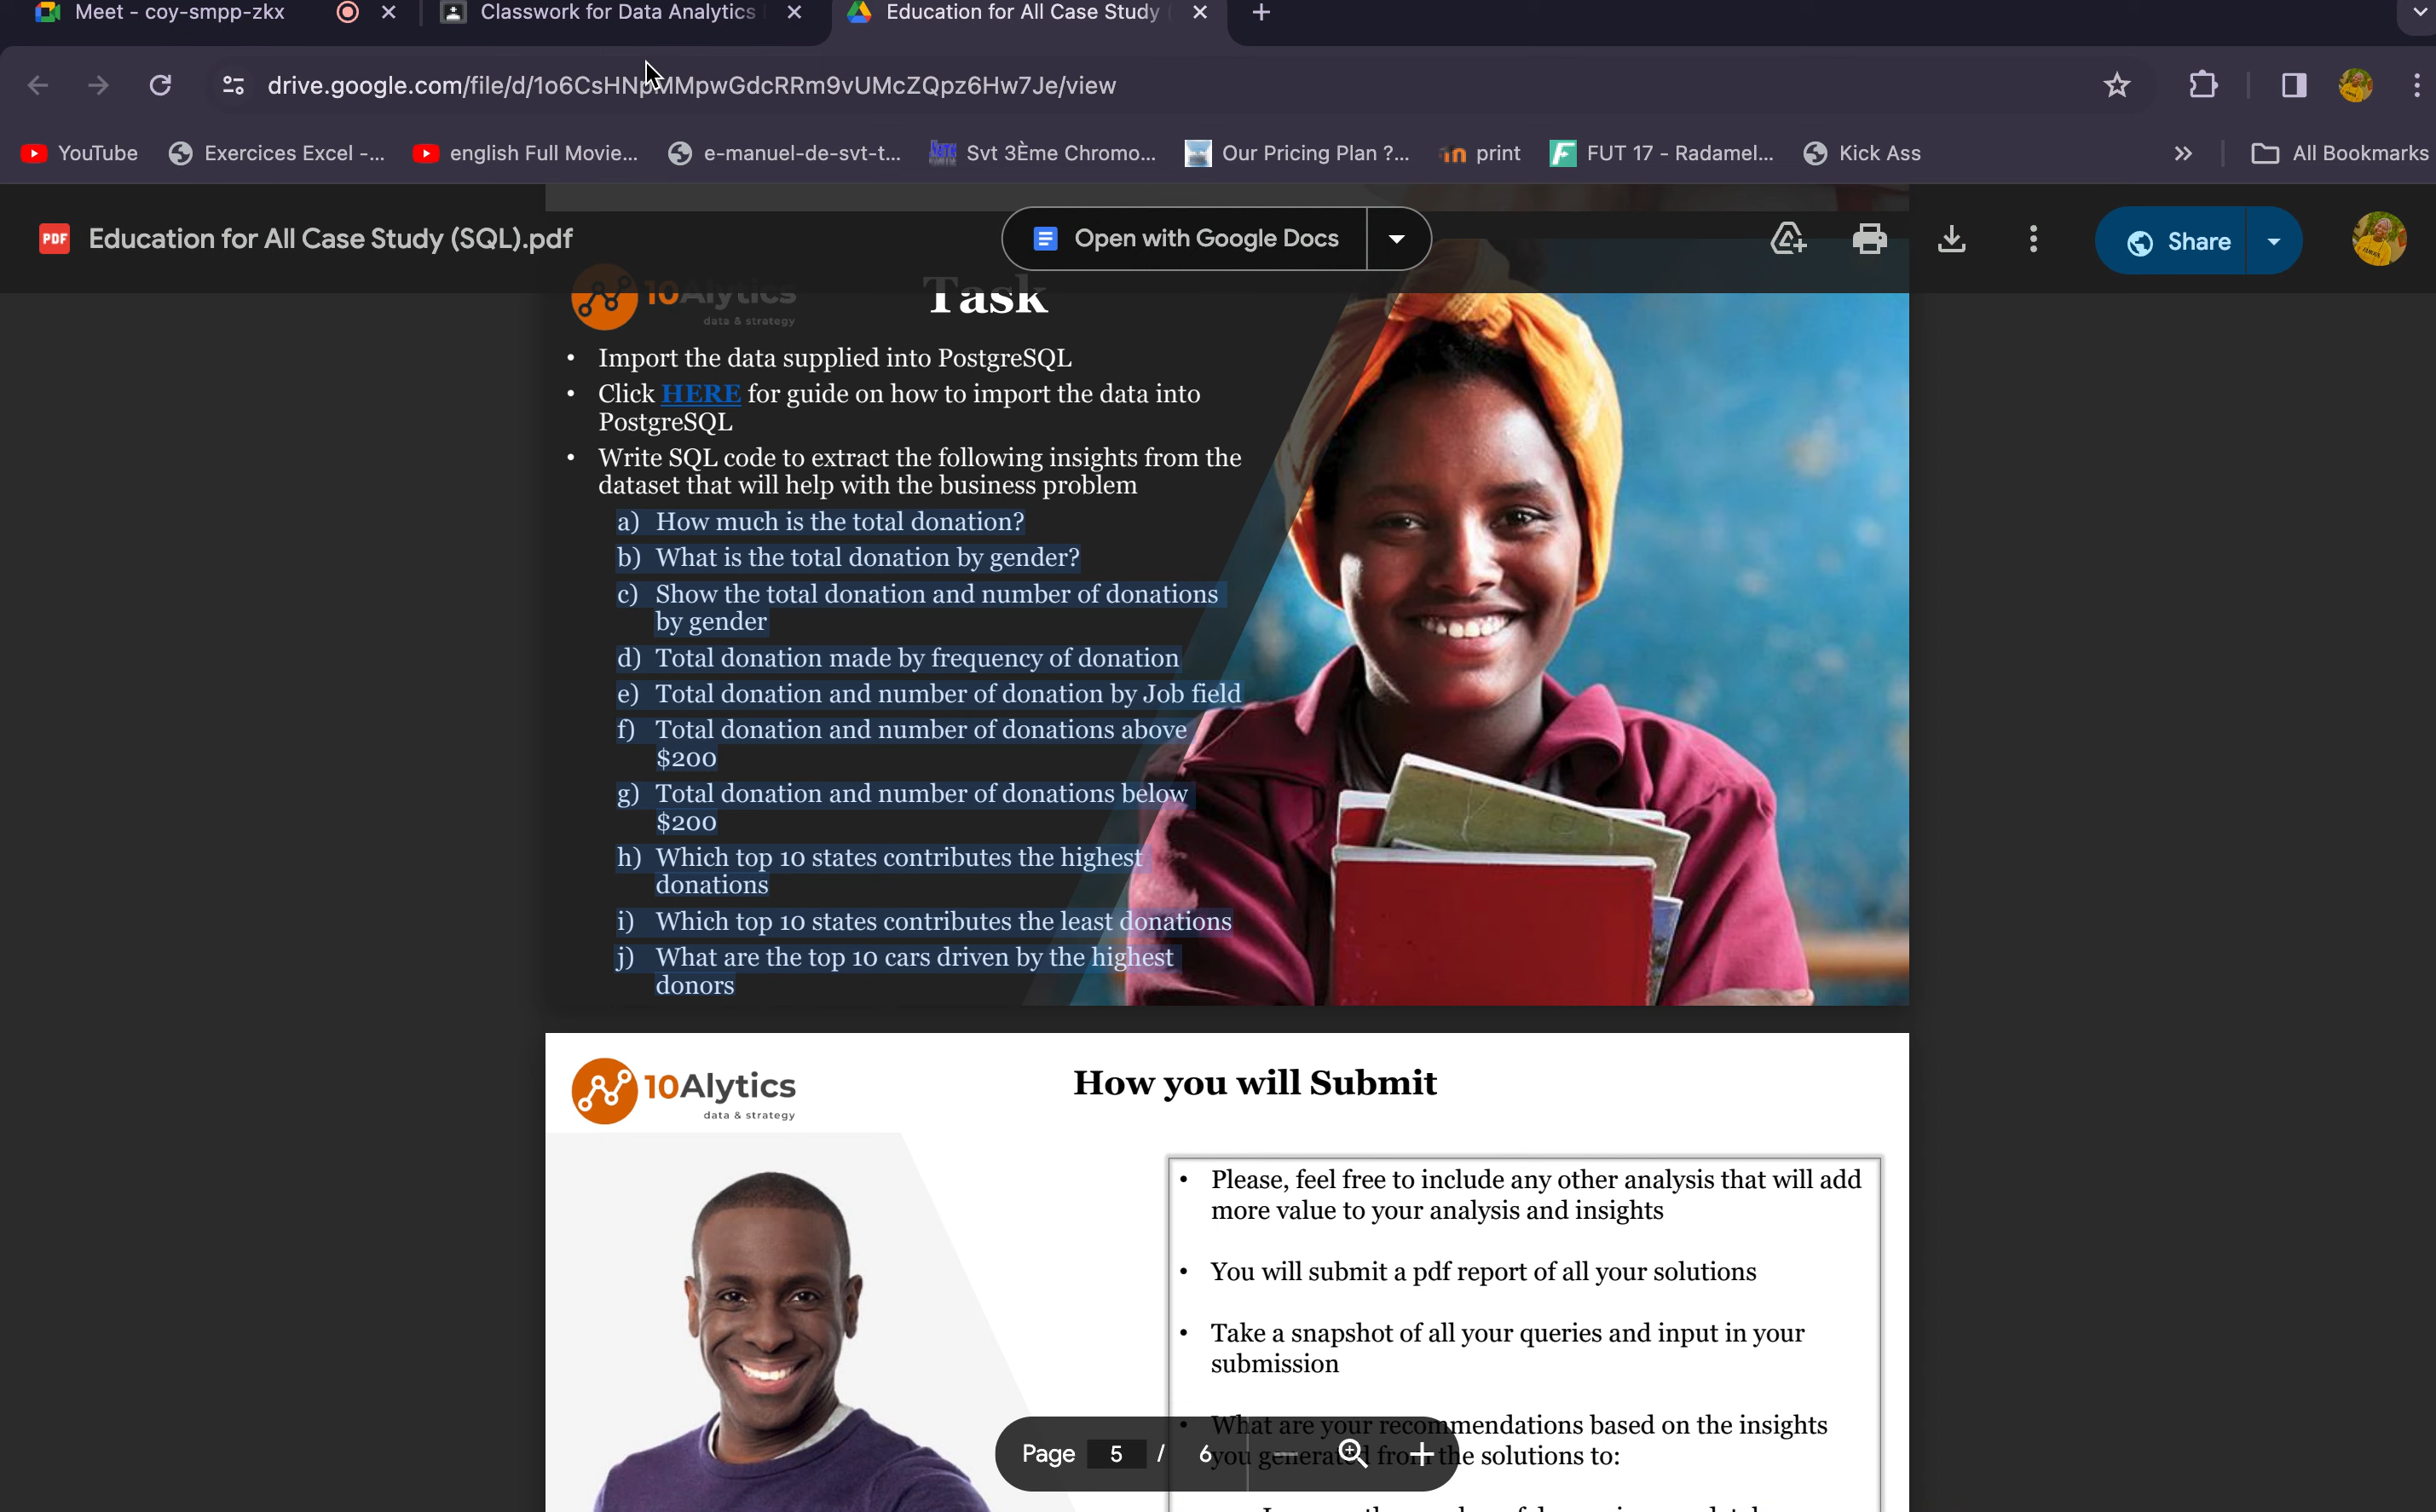 Meet - coy-smpp-zkx
Classwork for Data Analytics
Education for All Case Study
drive.google.com/file/d/1o6CsHNpMMpwGdcRRm9vUMcZQpz6Hw7Je/view
YouTube
Exercices Excel -...
english Full Movie...
e-manuel-de-svt-t...
Svt 3Ème Chromo...
Our Pricing Plan ?...
print
FUT 17 - Radamel...
Kick Ass
All Bookmarks
PDF
Education for All Case Study (SQL).pdf
Open with Google Docs
Share
10Alytics
data & strategy
Task
• Import the data supplied into PostgreSQL
• Click HERE for guide on how to import the data into
PostgreSQL
• Write SQL code to extract the following insights from the
dataset that will help with the business problem
a) How much is the total donation?
b) What is the total donation by gender?
c) Show the total donation and number of donations
by gender
d) Total donation made by frequency of donation
e) Total donation and number of donation by Job field
f) Total donation and number of donations above
$200
g) Total donation and number of donations below
$200
h) Which top 10 states contributes the highest
donations
i) Which top 10 states contributes the least donations
j) What are the top 10 cars driven by the highest
donors
10Alytics
data & strategy
How you will Submit
• Please, feel free to include any other analysis that will add
more value to your analysis and insights
• You will submit a pdf report of all your solutions
• Take a snapshot of all your queries and input in your
submission
• What are your recommendations based on the insights
you generated from the solutions to:
Page 5 / 6